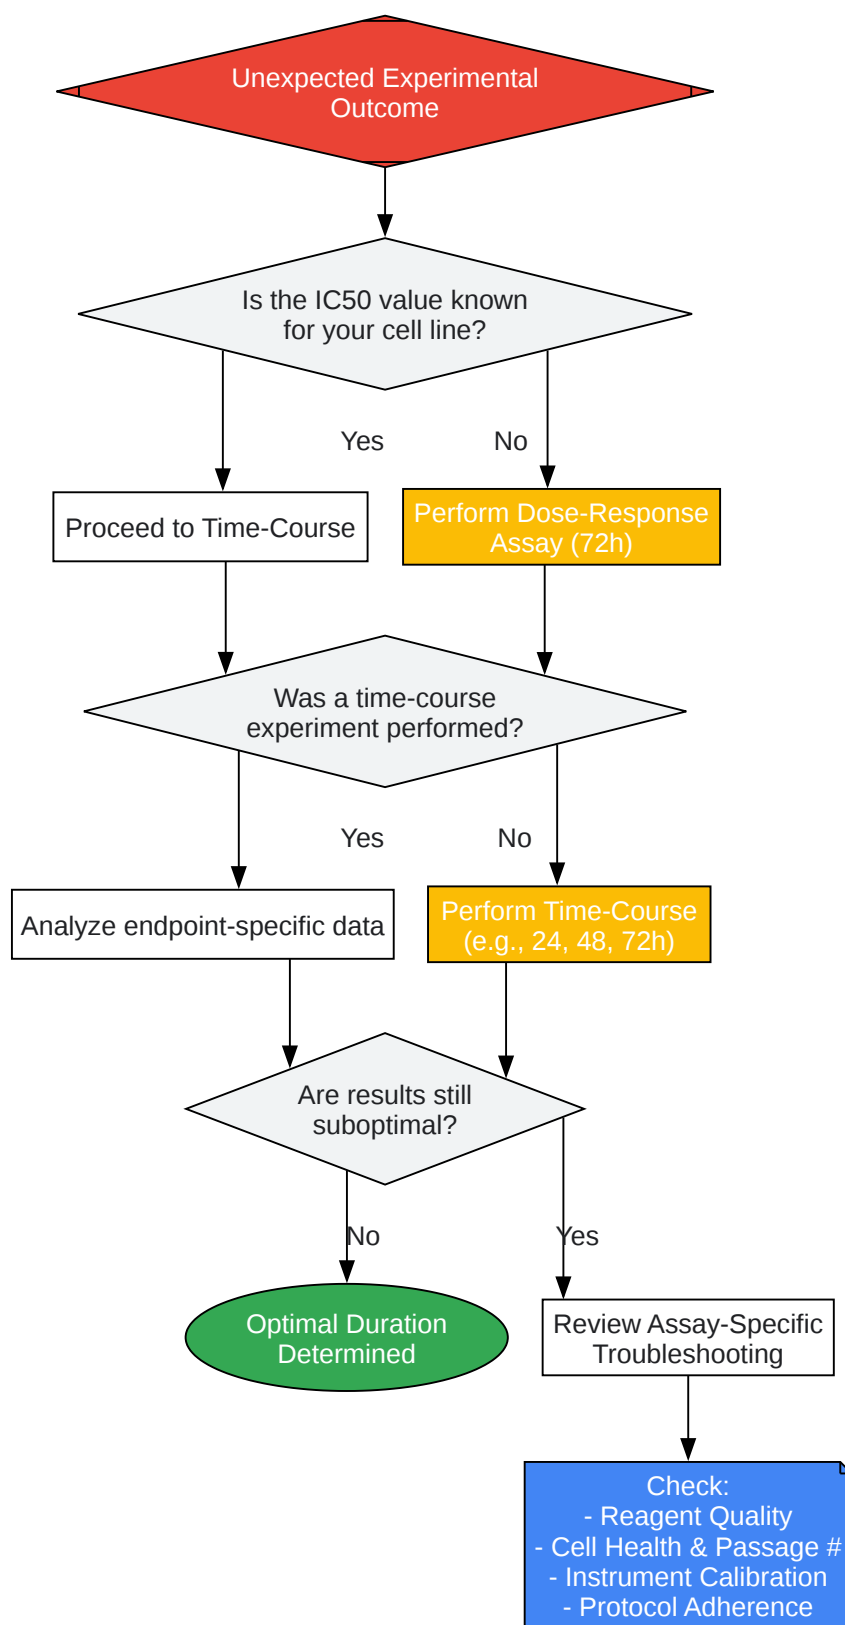 Unexpected Experimental
Outcome
Is the IC50 value known
for your cell line?
Yes
No
Proceed to Time-Course
Perform Dose-Response
Assay (72h)
Was a time-course
experiment performed?
Yes
No
Analyze endpoint-specific data
Perform Time-Course
(e.g., 24, 48, 72h)
Are results still
suboptimal?
No
Yes
Optimal Duration
Determined
Review Assay-Specific
Troubleshooting
Check:
- Reagent Quality
- Cell Health & Passage #
- Instrument Calibration
- Protocol Adherence